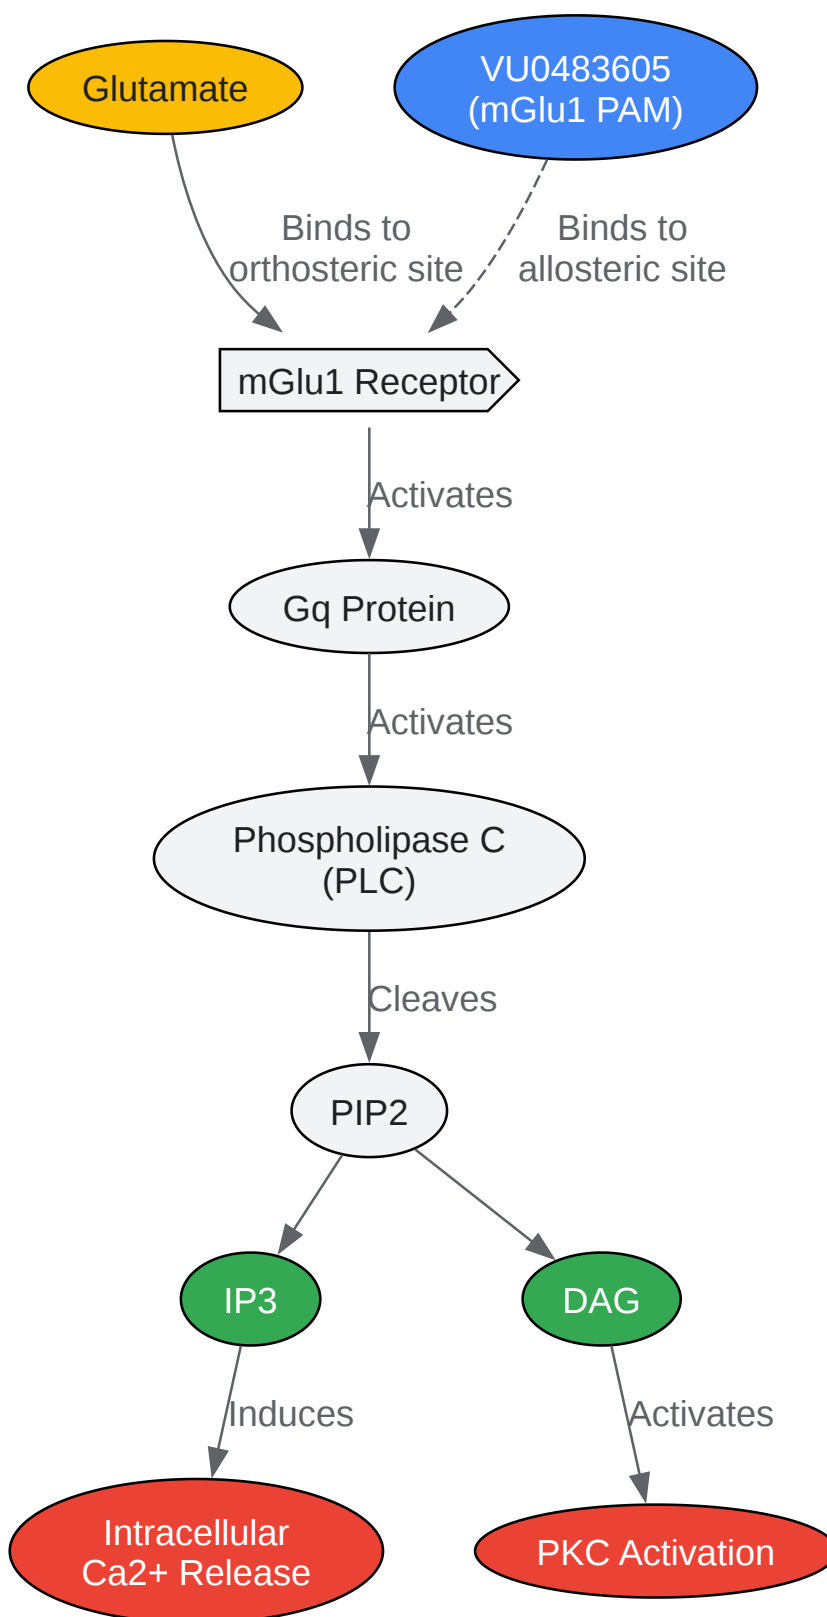 Glutamate
VU0483605
(mGlu1 PAM)
Binds to
orthosteric site
Binds to
allosteric site
mGlu1 Receptor
Activates
Gq Protein
Activates
Phospholipase C
(PLC)
Cleaves
PIP2
IP3
DAG
Induces
Activates
Intracellular
Ca2+ Release
PKC Activation